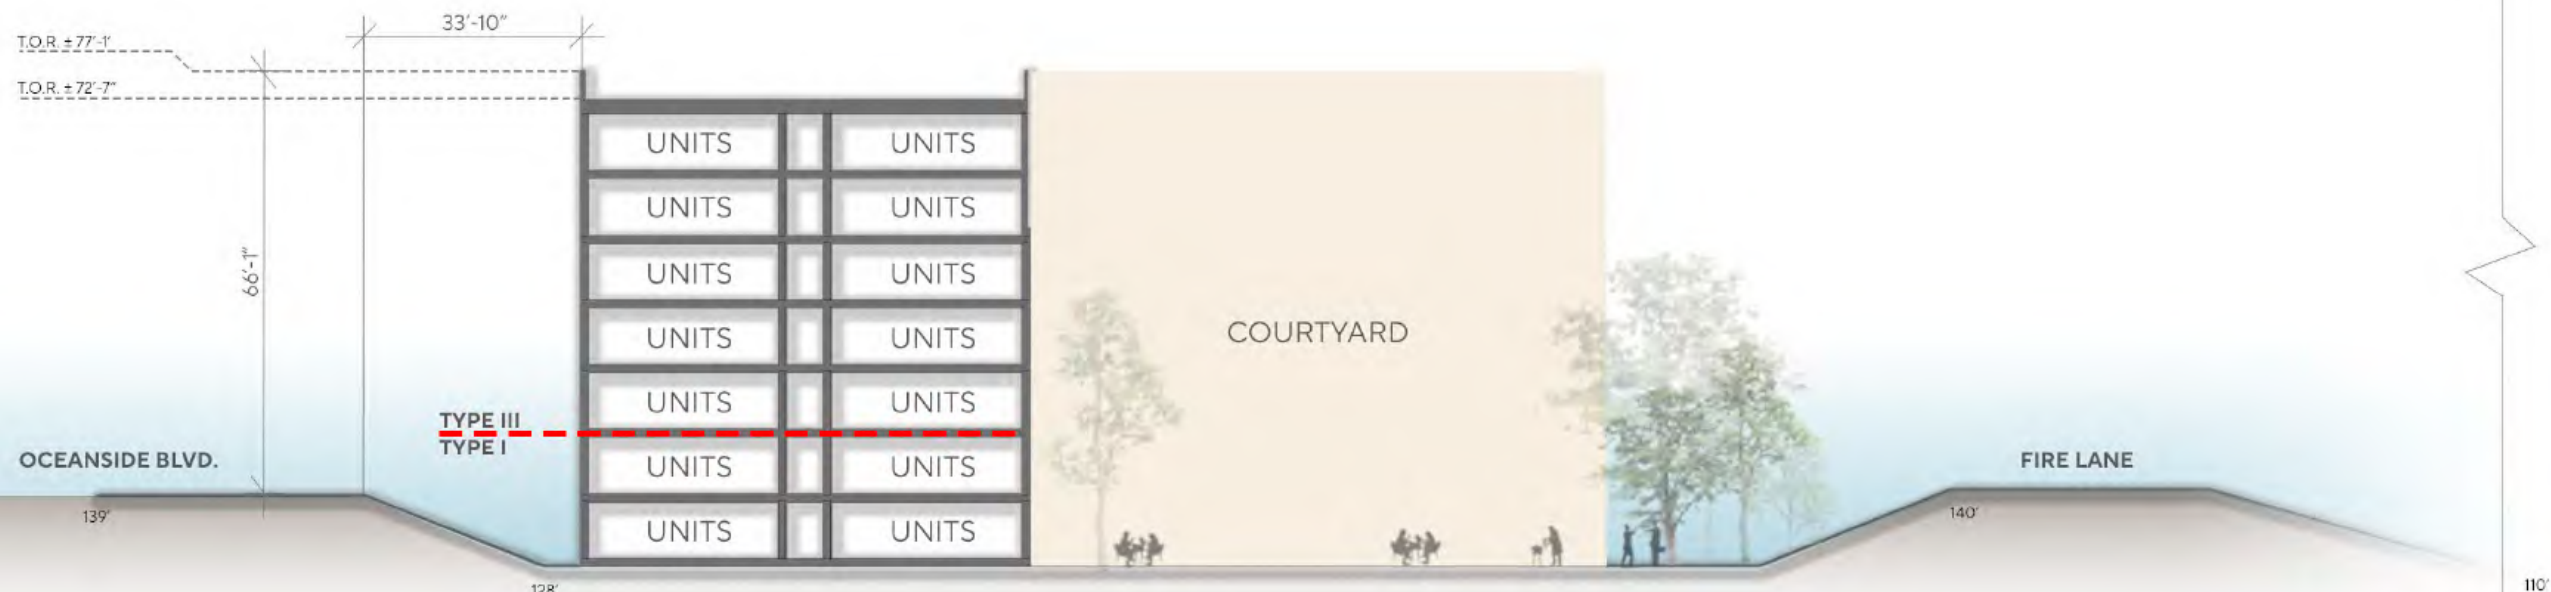 33'-10"
T.O.R. ±77'-1'
T.O.R. ±72'-7"
UNITS UNITS
UNITS UNITS
66'-1"
UNITS UNITS
COURTYARD
UNITS UNITS
UNITS UNITS
TYPE III
TYPE I
OCEANSIDE BLVD.
UNITS UNITS
FIRE LANE
139'
140'
UNITS UNITS
128'
110'